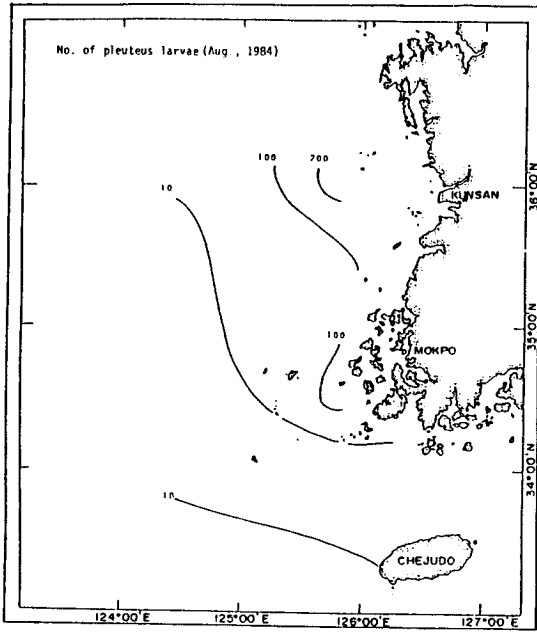 No. of pleuteus larvae (Aug., 1984)
200
100
10
KUNSAN
36°00'N
35°00'N
100
MOKPO
34°00'N
10
CHEJUDO
124°00'E
125°00'E
126°00'E
127°00'E